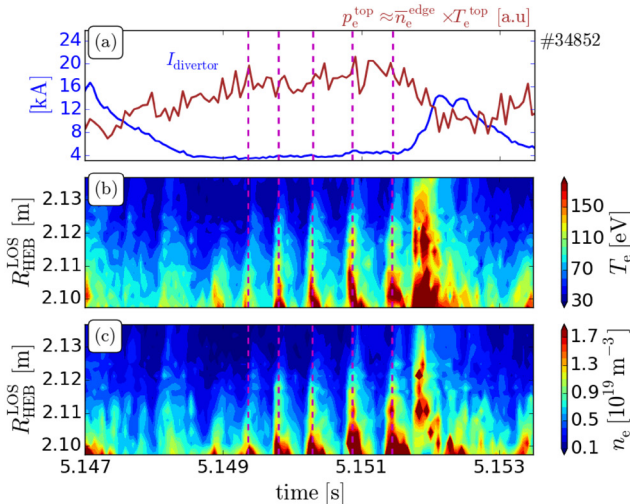 p_e^top ≈ n̅_e^edge × T_e^top [a.u]
(a)
#34852
I_divertor
[kA]
24
20
16
12
8
4
(b)
R_HEB^LOS [m]
2.13
2.12
2.11
2.10
150
110
70
30
T_e [eV]
(c)
R_HEB^LOS [m]
2.13
2.12
2.11
2.10
1.7
1.3
0.9
0.5
0.1
n_e [10^19 m^−3]
5.147
5.149
5.151
5.153
time [s]